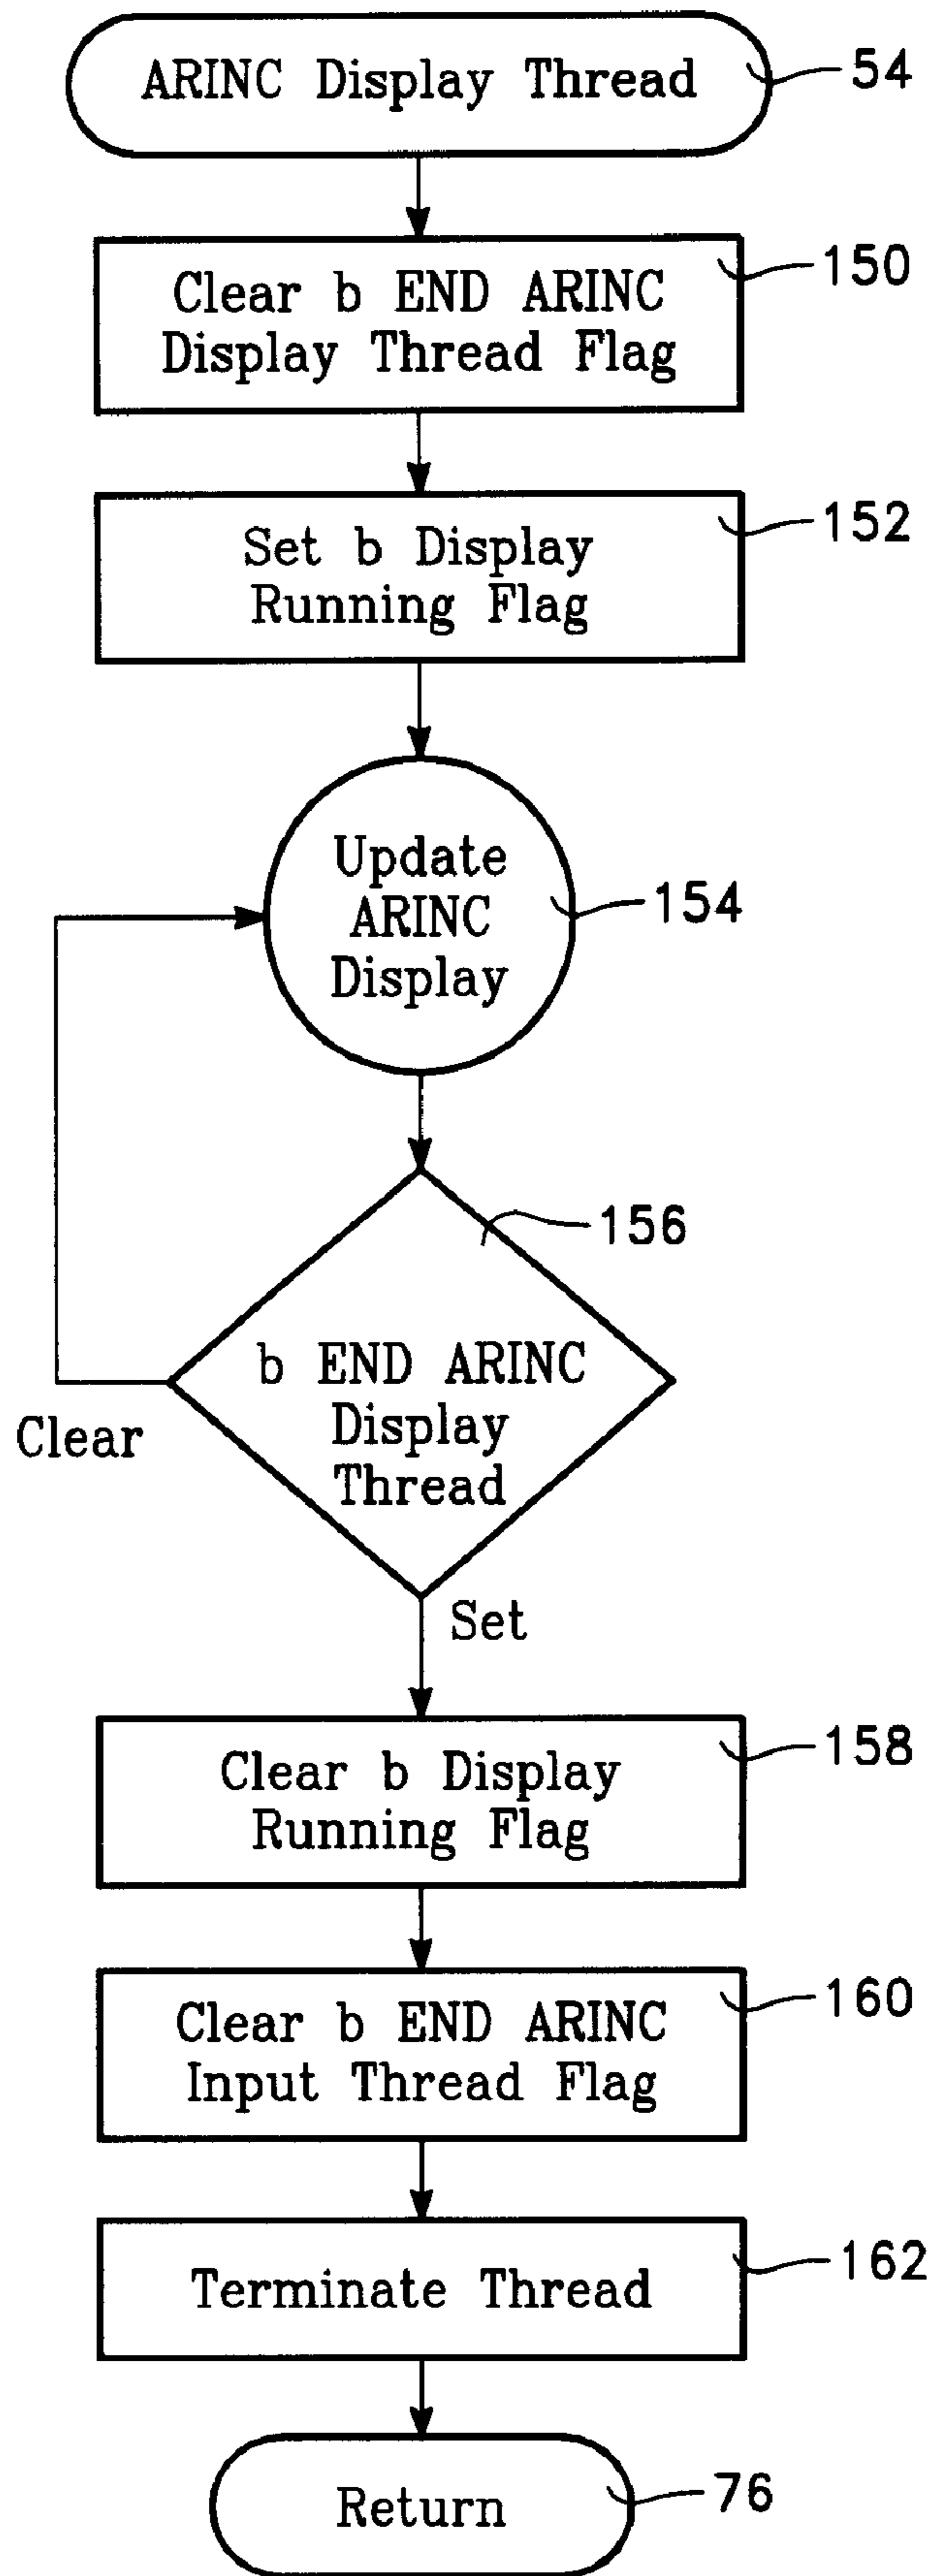 ARINC Display Thread
54
Clear b END ARINC
Display Thread Flag
150
Set b Display
Running Flag
152
Update
ARINC
Display
154
156
b END ARINC
Display
Thread
Clear
Set
Clear b Display
Running Flag
158
Clear b END ARINC
Input Thread Flag
160
Terminate Thread
162
Return
76